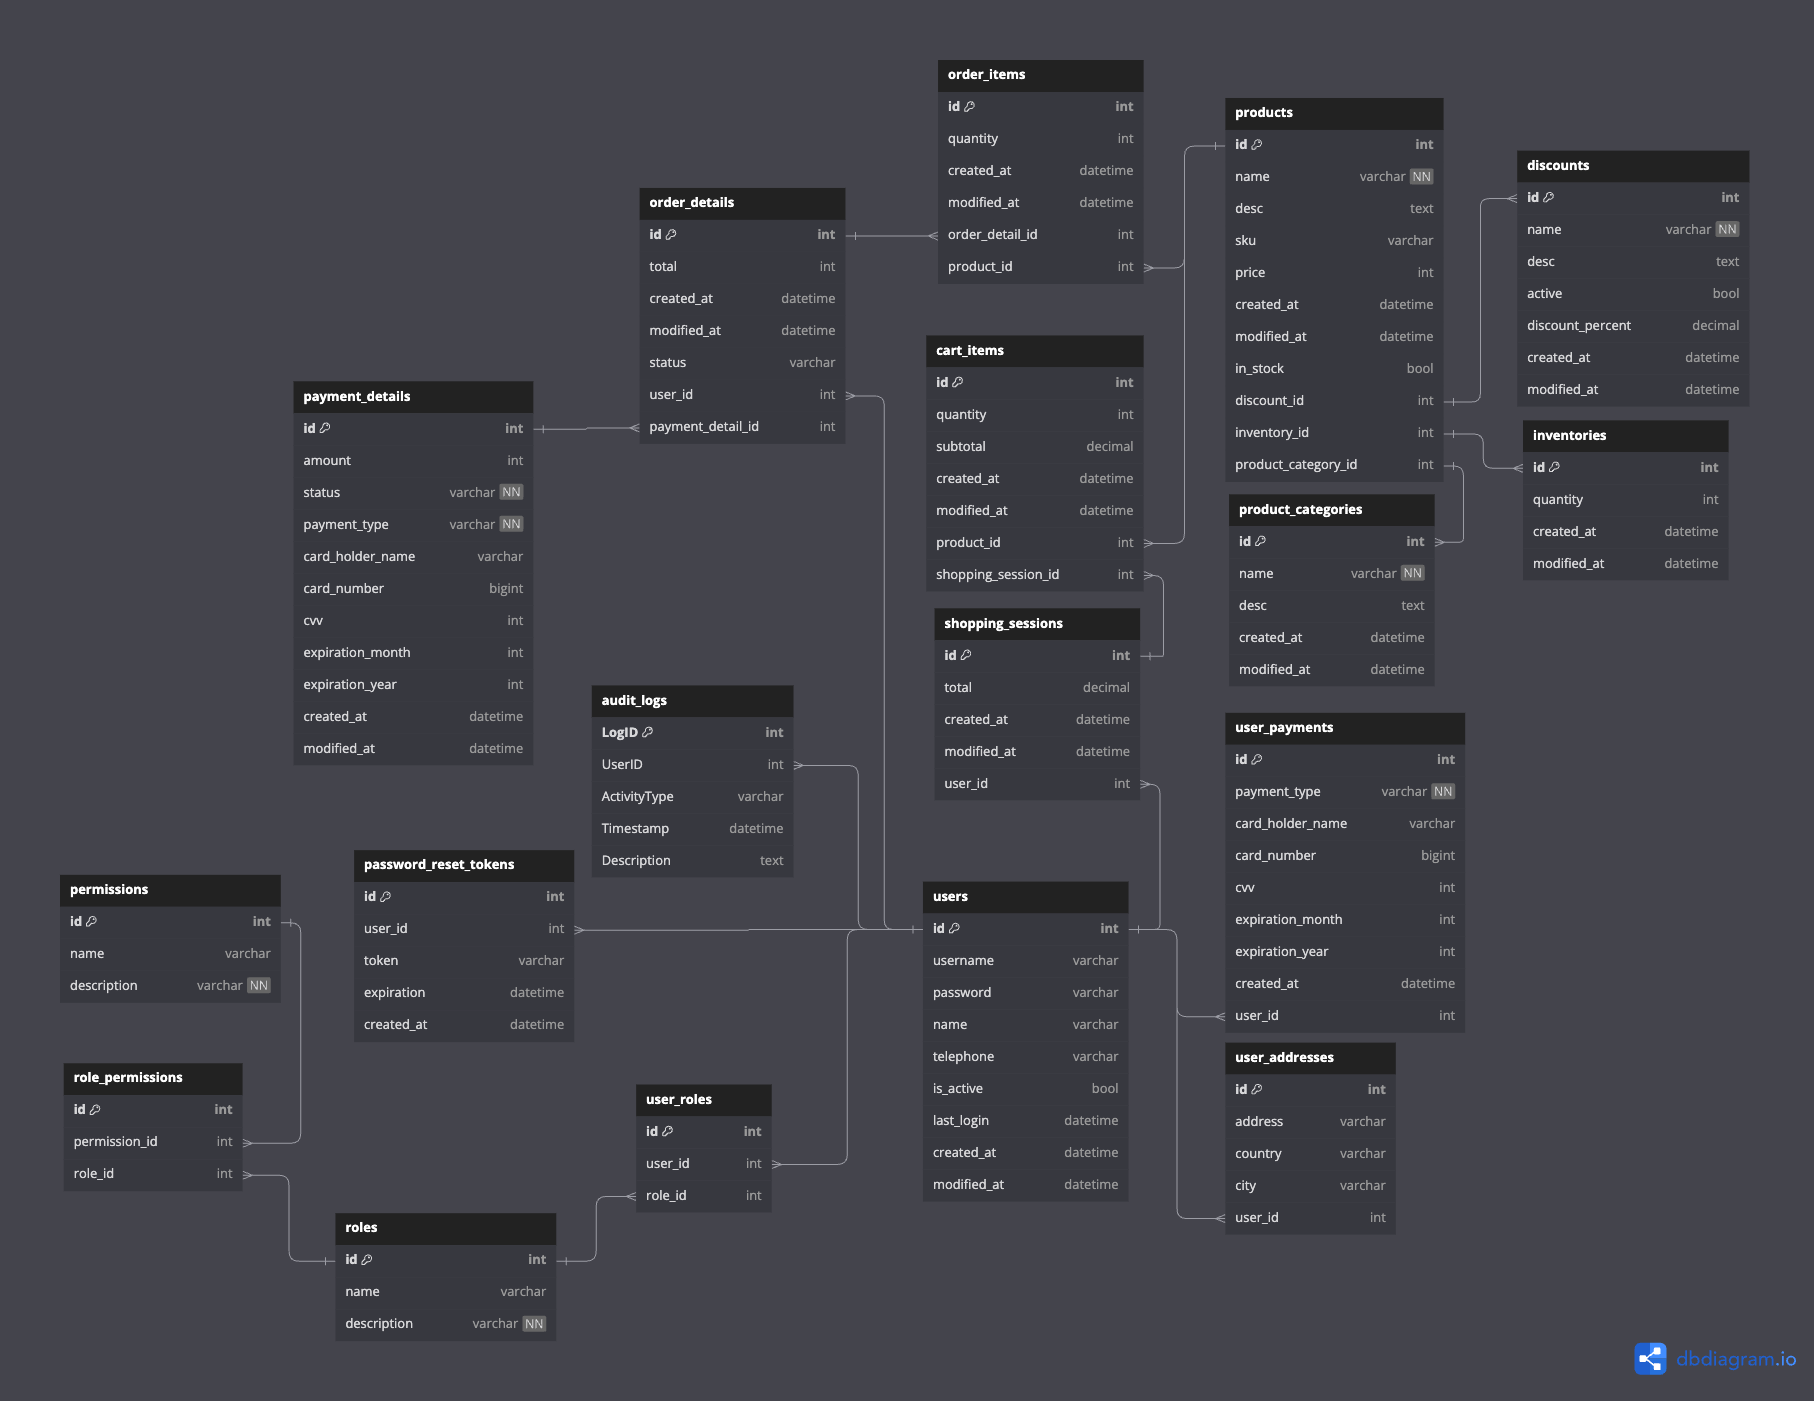 order_items
id int
quantity int
created_at datetime
modified_at datetime
order_detail_id int
product_id int
products
id int
name varchar NN
desc text
sku varchar
price int
created_at datetime
modified_at datetime
in_stock bool
discount_id int
inventory_id int
product_category_id int
discounts
id int
name varchar NN
desc text
active bool
discount_percent decimal
created_at datetime
modified_at datetime
order_details
id int
total int
created_at datetime
modified_at datetime
status varchar
user_id int
payment_detail_id int
cart_items
id int
quantity int
subtotal decimal
created_at datetime
modified_at datetime
product_id int
shopping_session_id int
payment_details
id int
amount int
status varchar NN
payment_type varchar NN
card_holder_name varchar
card_number bigint
cvv int
expiration_month int
expiration_year int
created_at datetime
modified_at datetime
inventories
id int
quantity int
created_at datetime
modified_at datetime
product_categories
id int
name varchar NN
desc text
created_at datetime
modified_at datetime
shopping_sessions
id int
total decimal
created_at datetime
modified_at datetime
user_id int
audit_logs
LogID int
UserID int
ActivityType varchar
Timestamp datetime
Description text
user_payments
id int
payment_type varchar NN
card_holder_name varchar
card_number bigint
cvv int
expiration_month int
expiration_year int
created_at datetime
user_id int
password_reset_tokens
id int
user_id int
token varchar
expiration datetime
created_at datetime
permissions
id int
name varchar
description varchar NN
users
id int
username varchar
password varchar
name varchar
telephone varchar
is_active bool
last_login datetime
created_at datetime
modified_at datetime
user_addresses
id int
address varchar
country varchar
city varchar
user_id int
role_permissions
id int
permission_id int
role_id int
user_roles
id int
user_id int
role_id int
roles
id int
name varchar
description varchar NN
dbdiagram.io